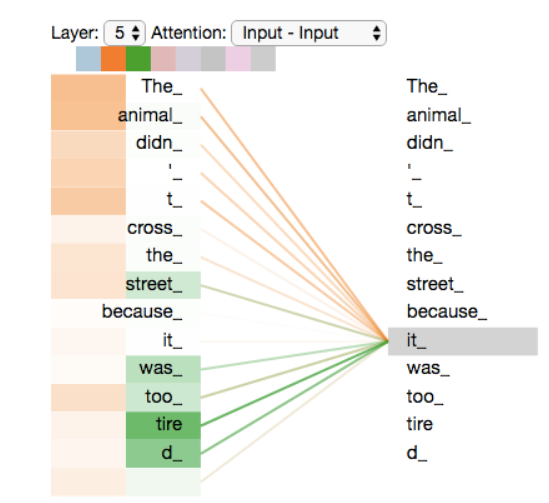 Layer: 5 Attention: Input - Input
The_ The_
animal_ animal_
didn_ didn_
'_ '_
t_ t_
cross_ cross_
the_ the_
street_ street_
because_ because_
it_ it_
was_ was_
too_ too_
tire tire
d_ d_